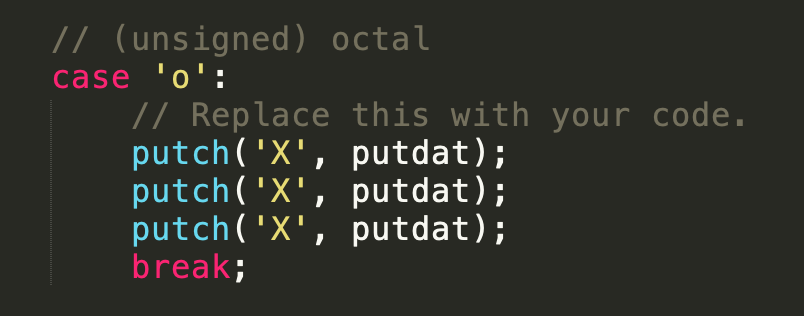 // (unsigned) octal
case 'o':
// Replace this with your code.
putch('X', putdat);
putch('X', putdat);
putch('X', putdat);
break;